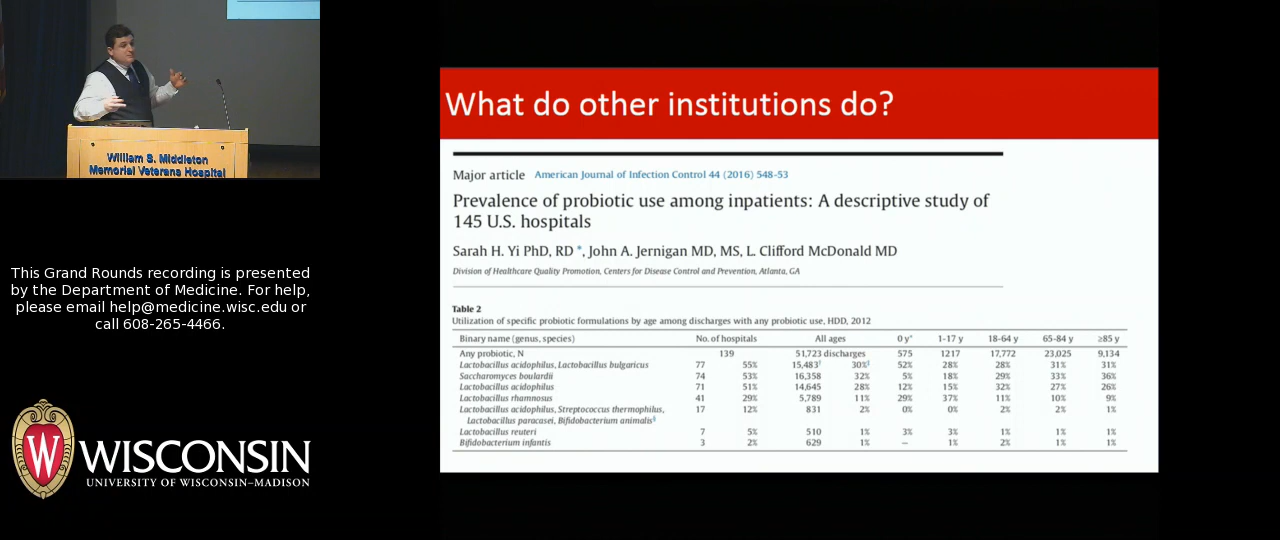 William S. Middleton
Memorial Veterans Hospital
This Grand Rounds recording is presented
by the Department of Medicine. For help,
please email help@medicine.wisc.edu or
call 608-265-4466.
W
WISCONSIN
UNIVERSITY OF WISCONSIN–MADISON
What do other institutions do?
Major article American Journal of Infection Control 44 (2016) 548-53
Prevalence of probiotic use among inpatients: A descriptive study of
145 U.S. hospitals
Sarah H. Yi PhD, RD *, John A. Jernigan MD, MS, L. Clifford McDonald MD
Division of Healthcare Quality Promotion, Centers for Disease Control and Prevention, Atlanta, GA
Table 2
Utilization of specific probiotic formulations by age among discharges with any probiotic use, HDD, 2012
Binary name (genus, species) No. of hospitals All ages 0 y* 1-17 y 18-64 y 65-84 y ≥85 y
Any probiotic, N 139 51,723 discharges 575 1217 17,772 23,025 9,134
Lactobacillus acidophilus, Lactobacillus bulgaricus 77 55% 15,483† 30%‡ 52% 28% 28% 31% 31%
Saccharomyces boulardii 74 53% 16,358 32% 5% 18% 29% 33% 36%
Lactobacillus acidophilus 71 51% 14,645 28% 12% 15% 32% 27% 26%
Lactobacillus rhamnosus 41 29% 5,789 11% 29% 37% 11% 10% 9%
Lactobacillus acidophilus, Streptococcus thermophilus, 17 12% 831 2% 0% 0% 2% 2% 1%
Lactobacillus paracasei, Bifidobacterium animalis§
Lactobacillus reuteri 7 5% 510 1% 3% 3% 1% 1% 1%
Bifidobacterium infantis 3 2% 629 1% – 1% 2% 1% 1%